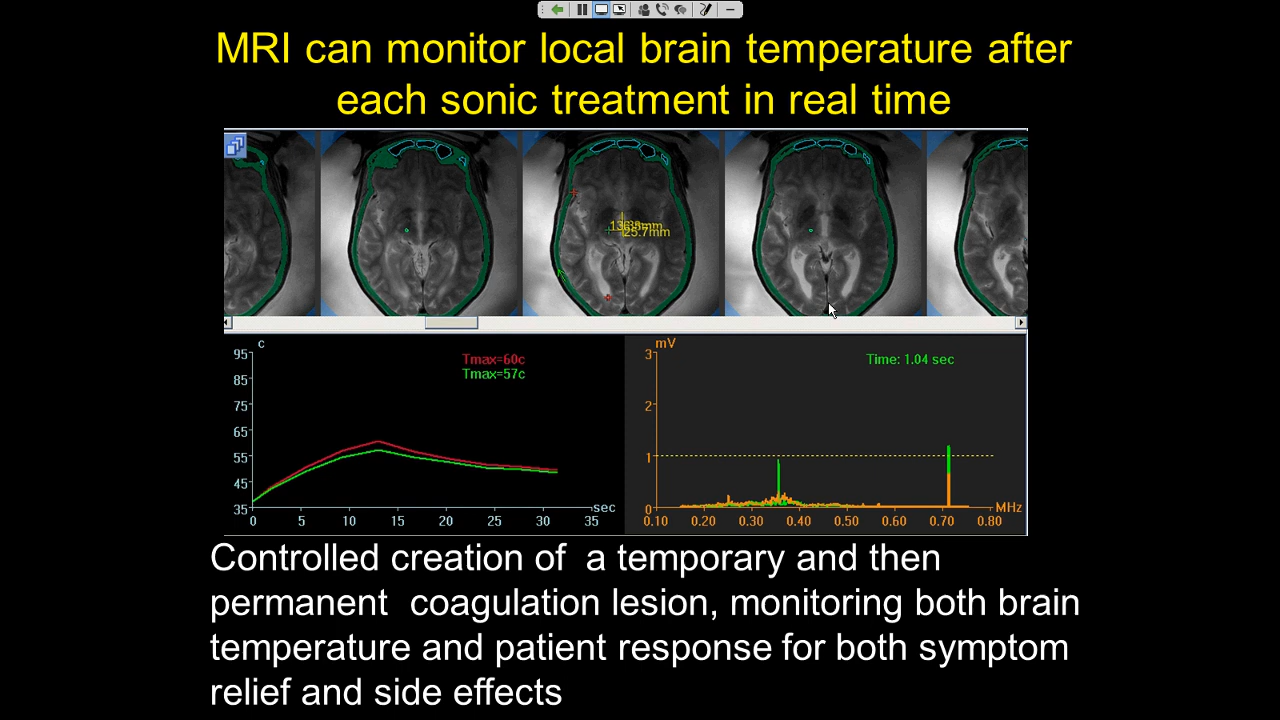 MRI can monitor local brain temperature after
each sonic treatment in real time
25.7mm
c
95
85
75
65
55
45
35
0 5 10 15 20 25 30 35
sec
Tmax=60c
Tmax=57c
mV
3
2
1
0
0.10 0.20 0.30 0.40 0.50 0.60 0.70 0.80
MHz
Time: 1.04 sec
Controlled creation of a temporary and then
permanent coagulation lesion, monitoring both brain
temperature and patient response for both symptom
relief and side effects